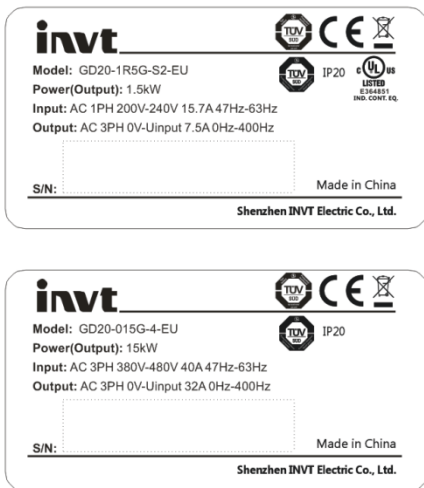 invt
TÜV SUD CE
Model: GD20-1R5G-S2-EU
TÜV SUD IP20 c UL US
LISTED
E364851
IND. CONT. EQ.
Power(Output): 1.5kW
Input: AC 1PH 200V-240V 15.7A 47Hz-63Hz
Output: AC 3PH 0V-Uinput 7.5A 0Hz-400Hz
S/N:
Made in China
Shenzhen INVT Electric Co., Ltd.
invt
TÜV SUD CE
Model: GD20-015G-4-EU
TÜV SUD IP20
Power(Output): 15kW
Input: AC 3PH 380V-480V 40A 47Hz-63Hz
Output: AC 3PH 0V-Uinput 32A 0Hz-400Hz
S/N:
Made in China
Shenzhen INVT Electric Co., Ltd.